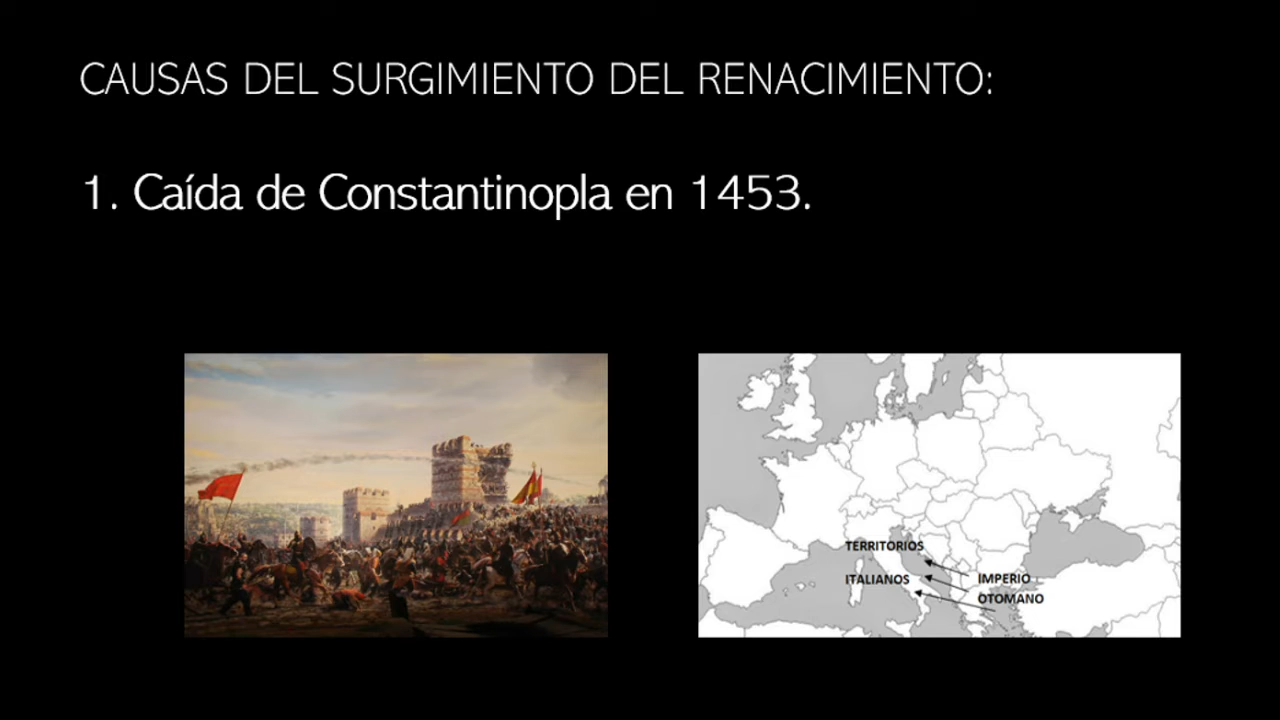 CAUSAS DEL SURGIMIENTO DEL RENACIMIENTO:
1. Caída de Constantinopla en 1453.
TERRITORIOS
ITALIANOS
IMPERIO
OTOMANO